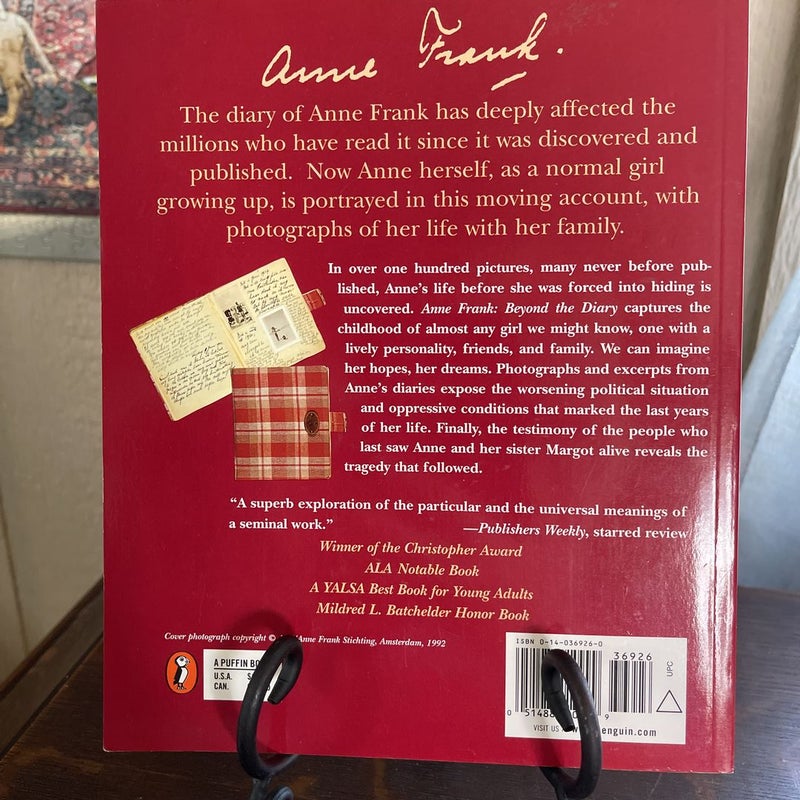 Anne Frank.
The diary of Anne Frank has deeply affected the
millions who have read it since it was discovered and
published. Now Anne herself, as a normal girl
growing up, is portrayed in this moving account, with
photographs of her life with her family.
In over one hundred pictures, many never before pub-
lished, Anne's life before she was forced into hiding is
uncovered. Anne Frank: Beyond the Diary captures the
childhood of almost any girl we might know, one with a
lively personality, friends, and family. We can imagine
her hopes, her dreams. Photographs and excerpts from
Anne's diaries expose the worsening political situation
and oppressive conditions that marked the last years
of her life. Finally, the testimony of the people who
last saw Anne and her sister Margot alive reveals the
tragedy that followed.
“A superb exploration of the particular and the universal meanings of
a seminal work.”
—Publishers Weekly, starred review
Winner of the Christopher Award
ALA Notable Book
A YALSA Best Book for Young Adults
Mildred L. Batchelder Honor Book
Cover photograph copyright © Anne Frank Stichting, Amsterdam, 1992
A PUFFIN
U.S.A.
CAN.
ISBN 0-14-036926-0
36926
UPC
0 9
VISIT US